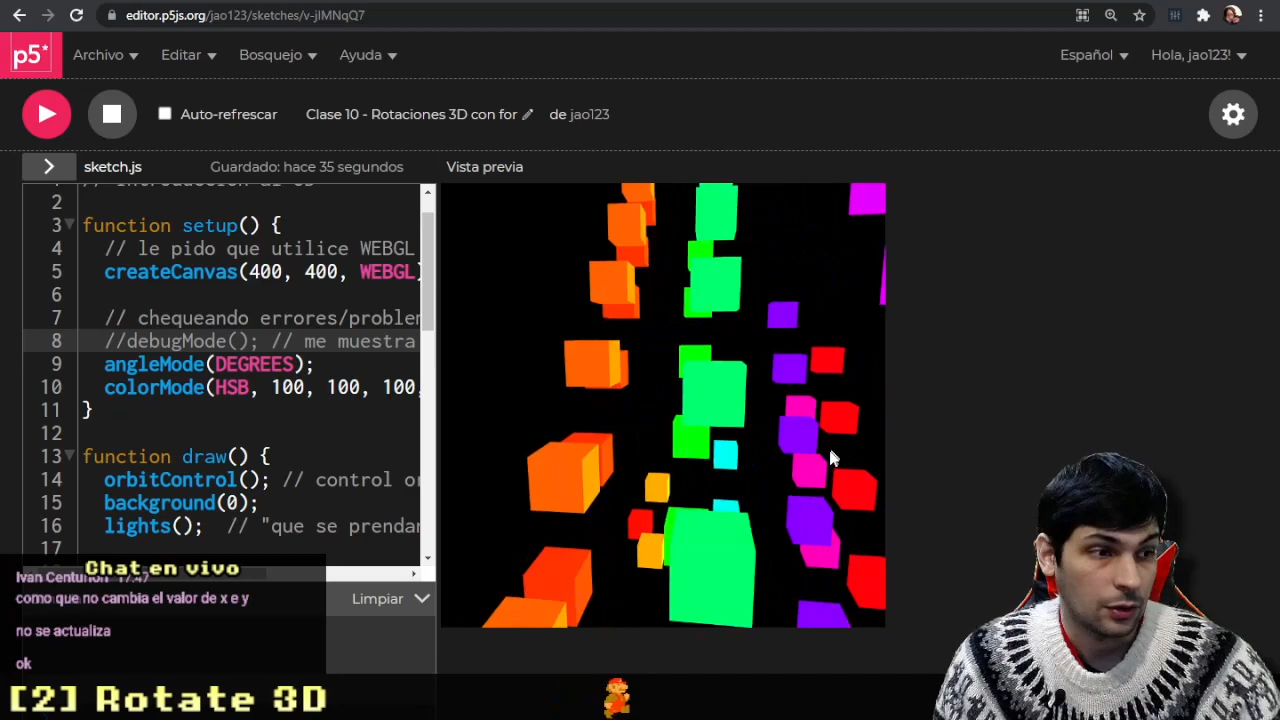 editor.p5js.org/jao123/sketches/v-jIMNqQ7
p5*
Archivo
Editar
Bosquejo
Ayuda
Español
Hola, jao123!
Auto-refrescar
Clase 10 - Rotaciones 3D con for
de jao123
sketch.js
Guardado: hace 35 segundos
Vista previa
2
3 function setup() {
4 // le pido que utilice WEBGL
5 createCanvas(400, 400, WEBGL)
6
7 // chequeando errores/problem
8 //debugMode(); // me muestra
9 angleMode(DEGREES);
10 colorMode(HSB, 100, 100, 100,
11 }
12
13 function draw() {
14 orbitControl(); // control or
15 background(0);
16 lights(); // "que se prendan
17
Chat en vivo
Ivan Centurion 17:47
como que no cambia el valor de x e y
no se actualiza
ok
Limpiar
[2] Rotate 3D